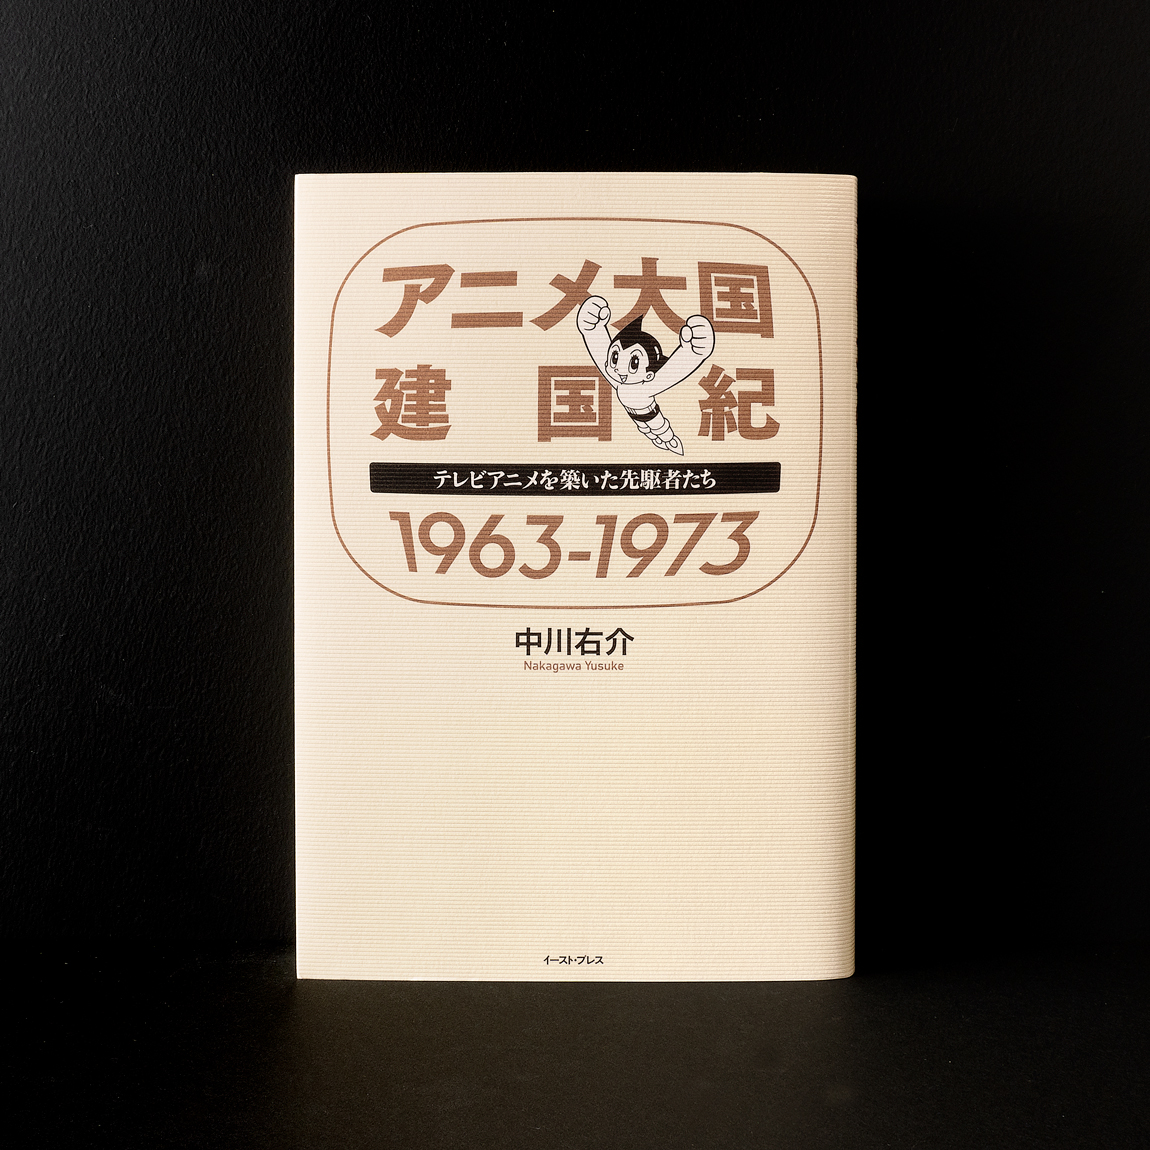 アニメ大国
建国紀
テレビアニメを築いた先駆者たち
1963-1973
中川右介
Nakagawa Yusuke
イースト・プレス